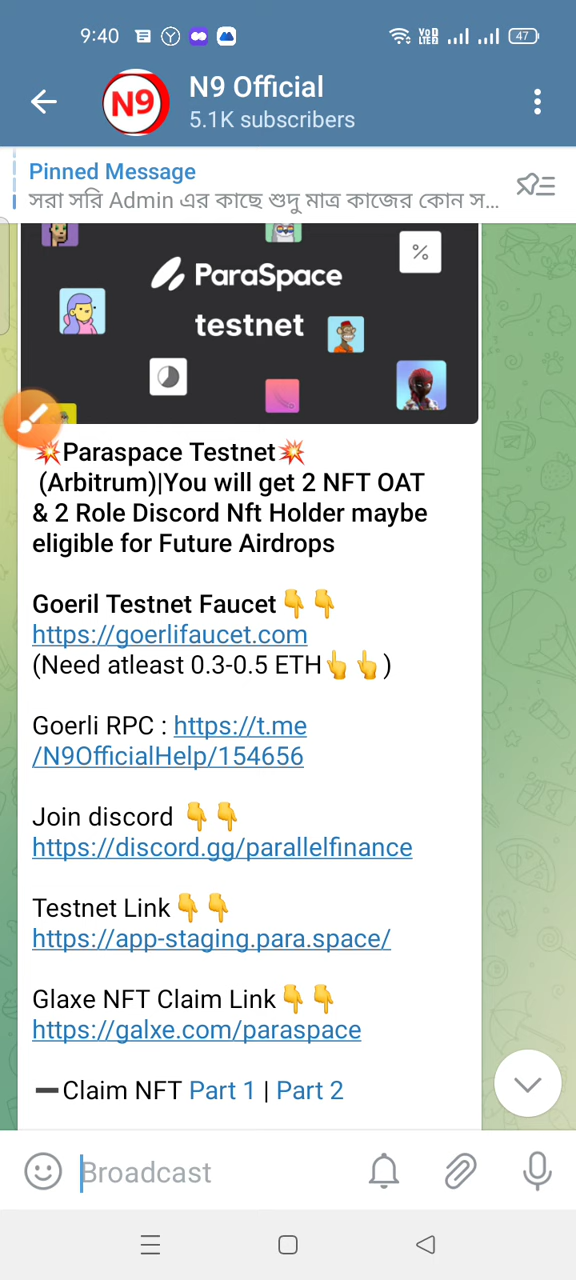 9:40
VoD LTE2
47
N9
N9 Official
5.1K subscribers
Pinned Message
সরা সরি Admin এর কাছে শুদু মাত্র কাজের কোন স...
%
ParaSpace
testnet
💥Paraspace Testnet💥
(Arbitrum)|You will get 2 NFT OAT
& 2 Role Discord Nft Holder maybe
eligible for Future Airdrops
Goeril Testnet Faucet👇👇
https://goerlifaucet.com
(Need atleast 0.3-0.5 ETH👆👆)
Goerli RPC : https://t.me
/N9OfficialHelp/154656
Join discord 👇👇
https://discord.gg/parallelfinance
Testnet Link👇👇
https://app-staging.para.space/
Glaxe NFT Claim Link👇👇
https://galxe.com/paraspace
➖Claim NFT Part 1 | Part 2
Broadcast